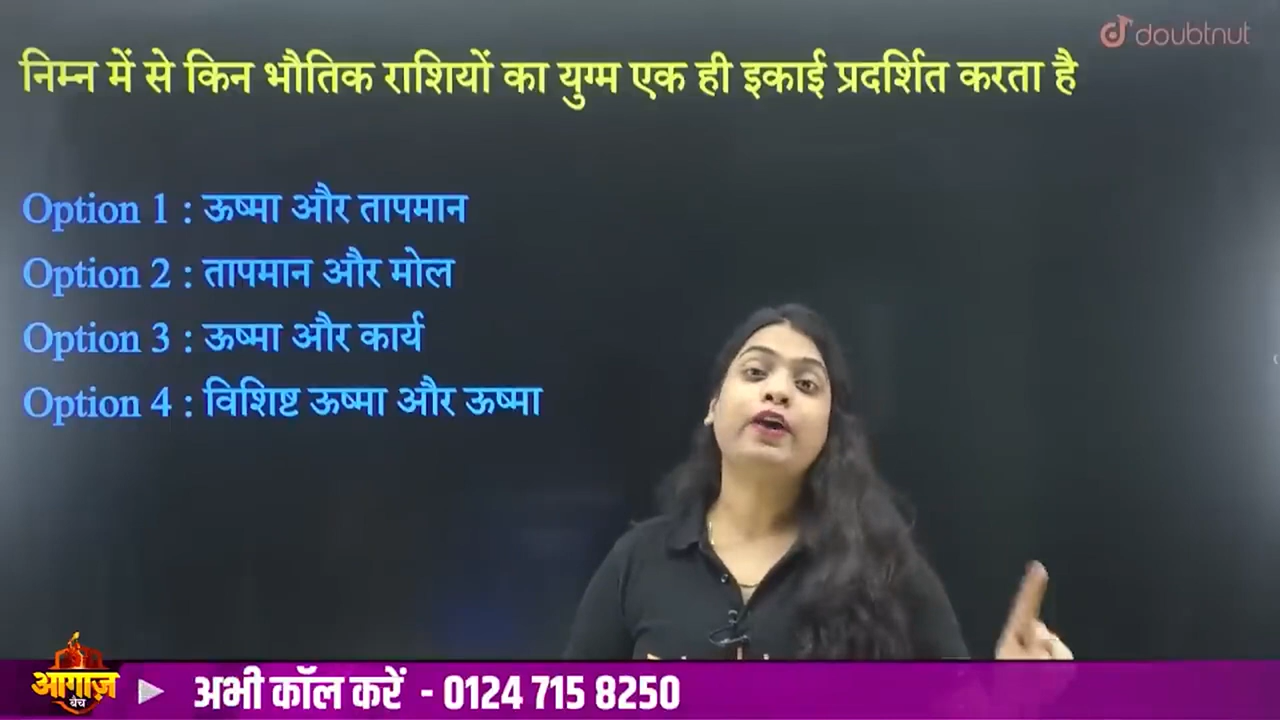 doubtnut
निम्न में से किन भौतिक राशियों का युग्म एक ही इकाई प्रदर्शित करता है
Option 1 : ऊष्मा और तापमान
Option 2 : तापमान और मोल
Option 3 : ऊष्मा और कार्य
Option 4 : विशिष्ट ऊष्मा और ऊष्मा
आगाज़
बैच
अभी कॉल करें - 0124 715 8250